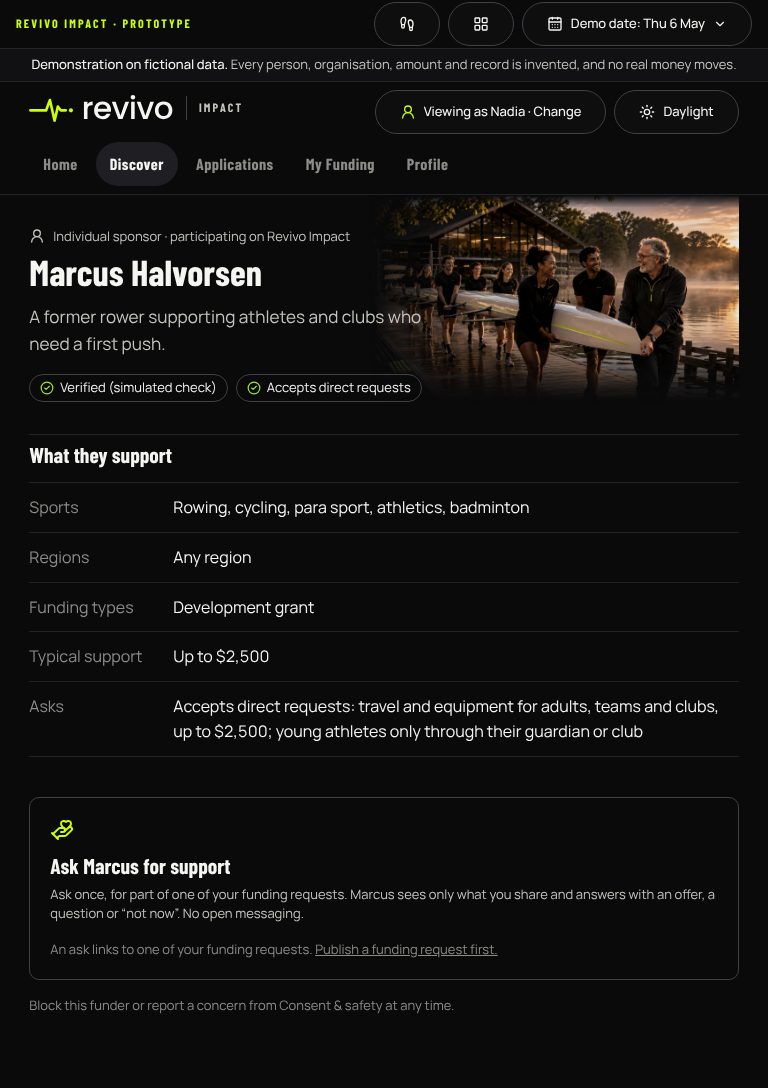 REVIVO IMPACT · PROTOTYPE
Demo date: Thu 6 May
Demonstration on fictional data. Every person, organisation, amount and record is invented, and no real money moves.
revivo
IMPACT
Viewing as Nadia · Change
Daylight
Home
Discover
Applications
My Funding
Profile
Individual sponsor · participating on Revivo Impact
Marcus Halvorsen
A former rower supporting athletes and clubs who
need a first push.
Verified (simulated check)
Accepts direct requests
What they support
Sports
Rowing, cycling, para sport, athletics, badminton
Regions
Any region
Funding types
Development grant
Typical support
Up to $2,500
Asks
Accepts direct requests: travel and equipment for adults, teams and clubs,
up to $2,500; young athletes only through their guardian or club
Ask Marcus for support
Ask once, for part of one of your funding requests. Marcus sees only what you share and answers with an offer, a
question or “not now”. No open messaging.
An ask links to one of your funding requests. Publish a funding request first.
Block this funder or report a concern from Consent & safety at any time.